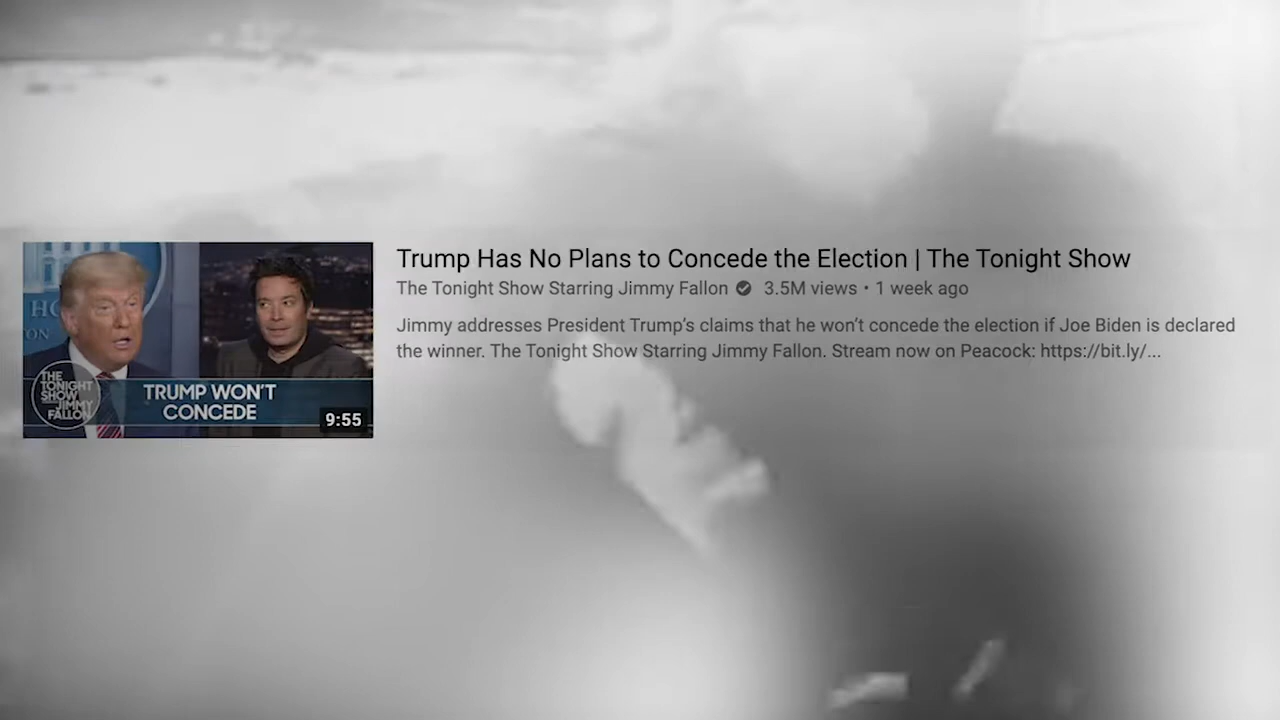 Trump Has No Plans to Concede the Election | The Tonight Show
The Tonight Show Starring Jimmy Fallon 3.5M views • 1 week ago
Jimmy addresses President Trump's claims that he won't concede the election if Joe Biden is declared
the winner. The Tonight Show Starring Jimmy Fallon. Stream now on Peacock: https://bit.ly/...
HO
ON
THE
TONIGHT
SHOW
JIMMY
FALLON
TRUMP WON'T
CONCEDE
9:55